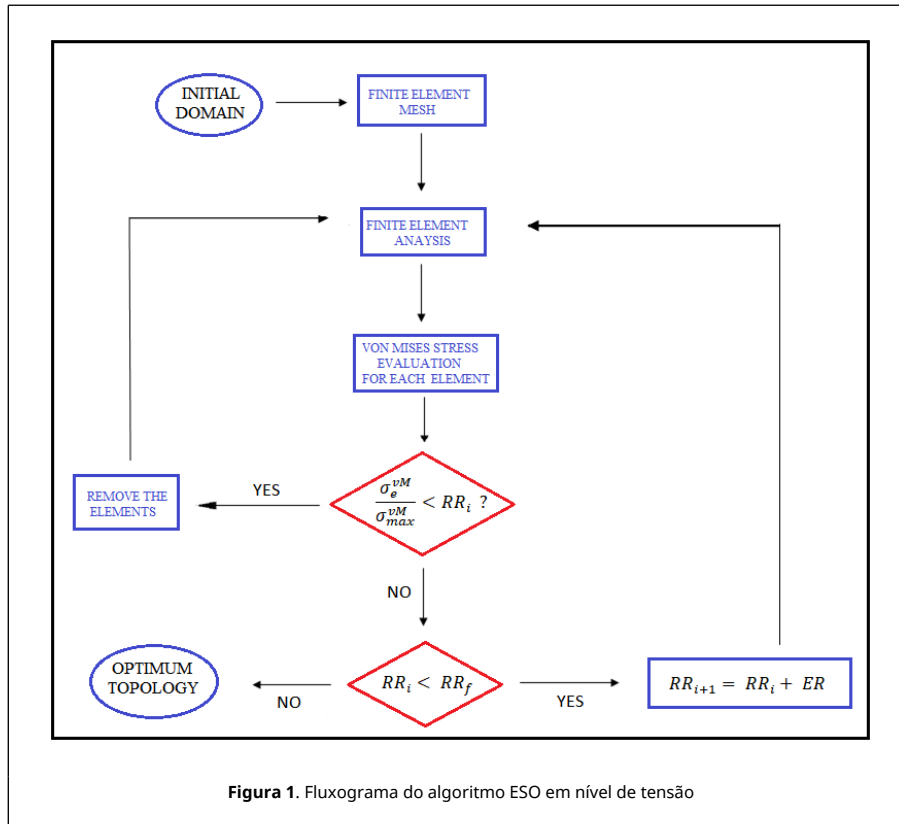 INITIAL
DOMAIN
FINITE ELEMENT
MESH
FINITE ELEMENT
ANAYSIS
VON MISES STRESS
EVALUATION
FOR EACH ELEMENT
REMOVE THE
ELEMENTS
YES
σ_e^{vM} / σ_{max}^{vM} < RR_i ?
NO
OPTIMUM
TOPOLOGY
NO
RR_i < RR_f
YES
RR_{i+1} = RR_i + ER
Figura 1. Fluxograma do algoritmo ESO em nível de tensão